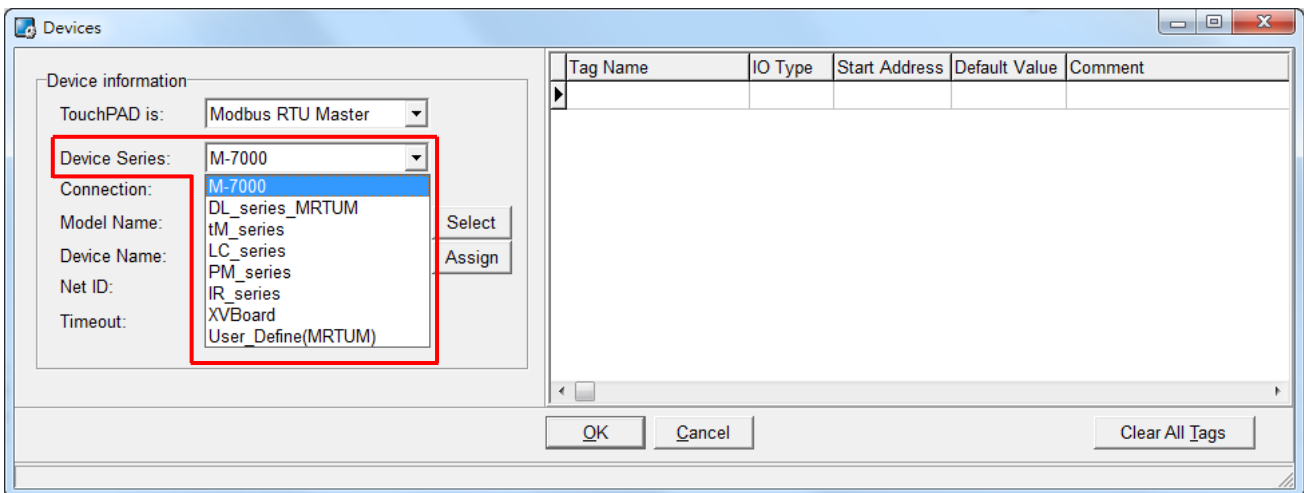 Devices
Device information
TouchPAD is: Modbus RTU Master
Device Series: M-7000
M-7000
DL_series_MRTUM
tM_series
LC_series
PM_series
IR_series
XVBoard
User_Define(MRTUM)
Connection:
Model Name: Select
Device Name: Assign
Net ID:
Timeout:
Tag Name IO Type Start Address Default Value Comment
OK Cancel Clear All Tags